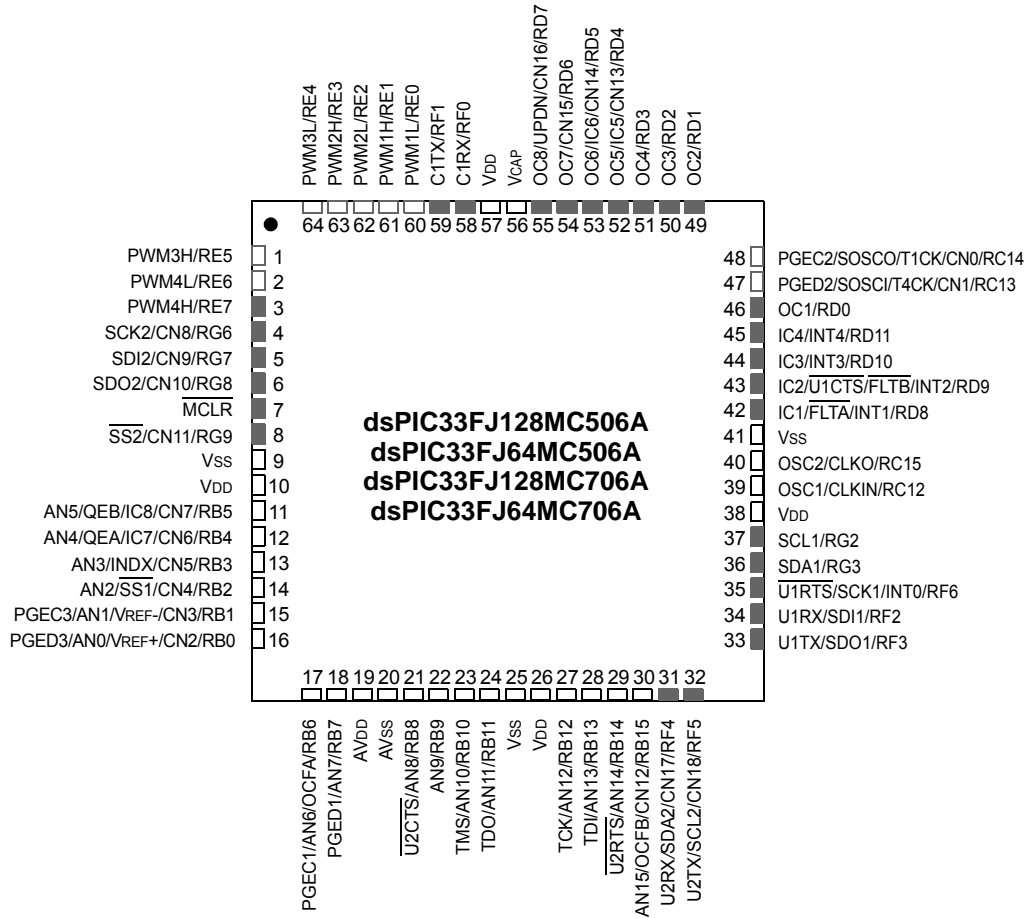 PWM3L/RE4
PWM2H/RE3
PWM2L/RE2
PWM1H/RE1
PWM1L/RE0
C1TX/RF1
C1RX/RF0
VDD
VCAP
OC8/UPDN/CN16/RD7
OC7/CN15/RD6
OC6/IC6/CN14/RD5
OC5/IC5/CN13/RD4
OC4/RD3
OC3/RD2
OC2/RD1
64 63 62 61 60 59 58 57 56 55 54 53 52 51 50 49
PWM3H/RE5 1
PWM4L/RE6 2
PWM4H/RE7 3
SCK2/CN8/RG6 4
SDI2/CN9/RG7 5
SDO2/CN10/RG8 6
MCLR 7
SS2/CN11/RG9 8
VSS 9
VDD 10
AN5/QEB/IC8/CN7/RB5 11
AN4/QEA/IC7/CN6/RB4 12
AN3/INDX/CN5/RB3 13
AN2/SS1/CN4/RB2 14
PGEC3/AN1/VREF-/CN3/RB1 15
PGED3/AN0/VREF+/CN2/RB0 16
dsPIC33FJ128MC506A
dsPIC33FJ64MC506A
dsPIC33FJ128MC706A
dsPIC33FJ64MC706A
48 PGEC2/SOSCO/T1CK/CN0/RC14
47 PGED2/SOSCI/T4CK/CN1/RC13
46 OC1/RD0
45 IC4/INT4/RD11
44 IC3/INT3/RD10
43 IC2/U1CTS/FLTB/INT2/RD9
42 IC1/FLTA/INT1/RD8
41 VSS
40 OSC2/CLKO/RC15
39 OSC1/CLKIN/RC12
38 VDD
37 SCL1/RG2
36 SDA1/RG3
35 U1RTS/SCK1/INT0/RF6
34 U1RX/SDI1/RF2
33 U1TX/SDO1/RF3
17 18 19 20 21 22 23 24 25 26 27 28 29 30 31 32
PGEC1/AN6/OCFA/RB6
PGED1/AN7/RB7
AVDD
AVSS
U2CTS/AN8/RB8
AN9/RB9
TMS/AN10/RB10
TDO/AN11/RB11
VSS
VDD
TCK/AN12/RB12
TDI/AN13/RB13
U2RTS/AN14/RB14
AN15/OCFB/CN12/RB15
U2RX/SDA2/CN17/RF4
U2TX/SCL2/CN18/RF5